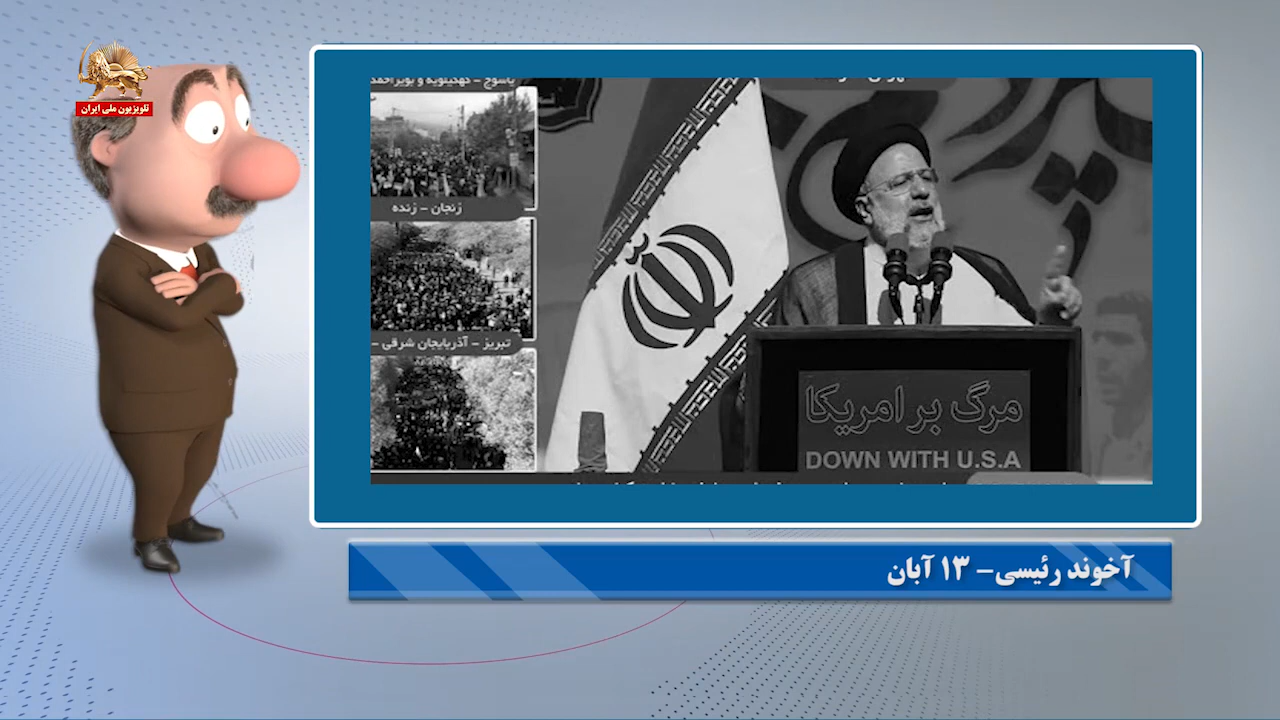 تلویزیون ملی ایران
یاسوج - کهگیلویه و بویراحمد
زنجان - زنده
تبریز - آذربایجان شرقی -
مرگ بر امریکا
DOWN WITH U.S.A
آخوند رئیسی- ۱۳ آبان